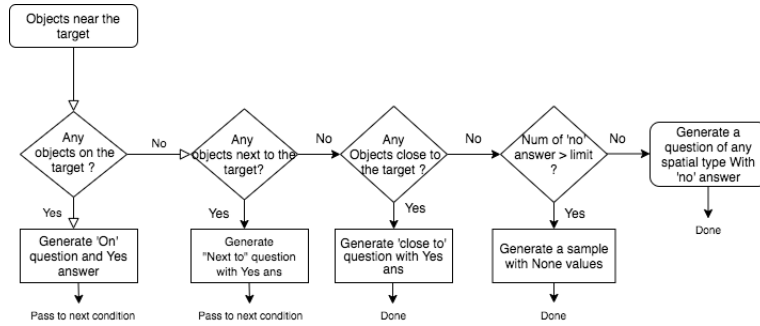 Objects near the
target
Any
objects on the
target ?
No
Any
objects next to the
target?
No
Any
Objects close to
the target ?
No
Num of 'no'
answer > limit
?
No
Generate a
question of any
spatial type With
'no' answer
Done
Yes
Yes
Yes
Yes
Generate 'On'
question and Yes
answer
Generate
"Next to" question
with Yes ans
Generate 'close to'
question with Yes
ans
Generate a sample
with None values
Pass to next condition
Pass to next condition
Done
Done